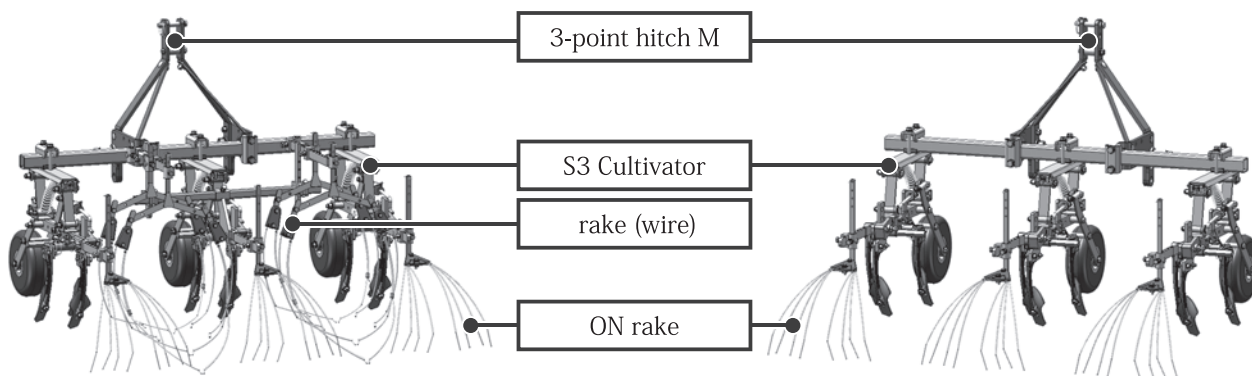 3-point hitch M
S3 Cultivator
rake (wire)
ON rake